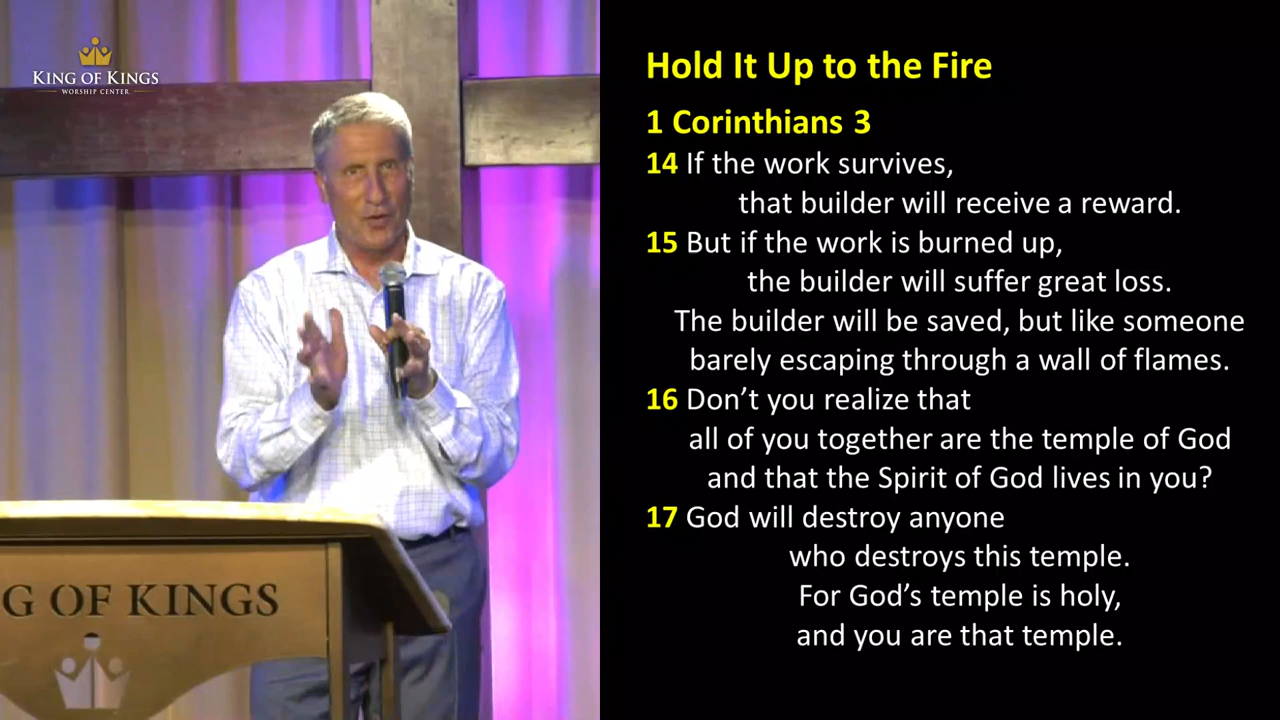 KING OF KINGS
WORSHIP CENTER
G OF KINGS
Hold It Up to the Fire
1 Corinthians 3
14 If the work survives,
that builder will receive a reward.
15 But if the work is burned up,
the builder will suffer great loss.
The builder will be saved, but like someone
barely escaping through a wall of flames.
16 Don’t you realize that
all of you together are the temple of God
and that the Spirit of God lives in you?
17 God will destroy anyone
who destroys this temple.
For God’s temple is holy,
and you are that temple.